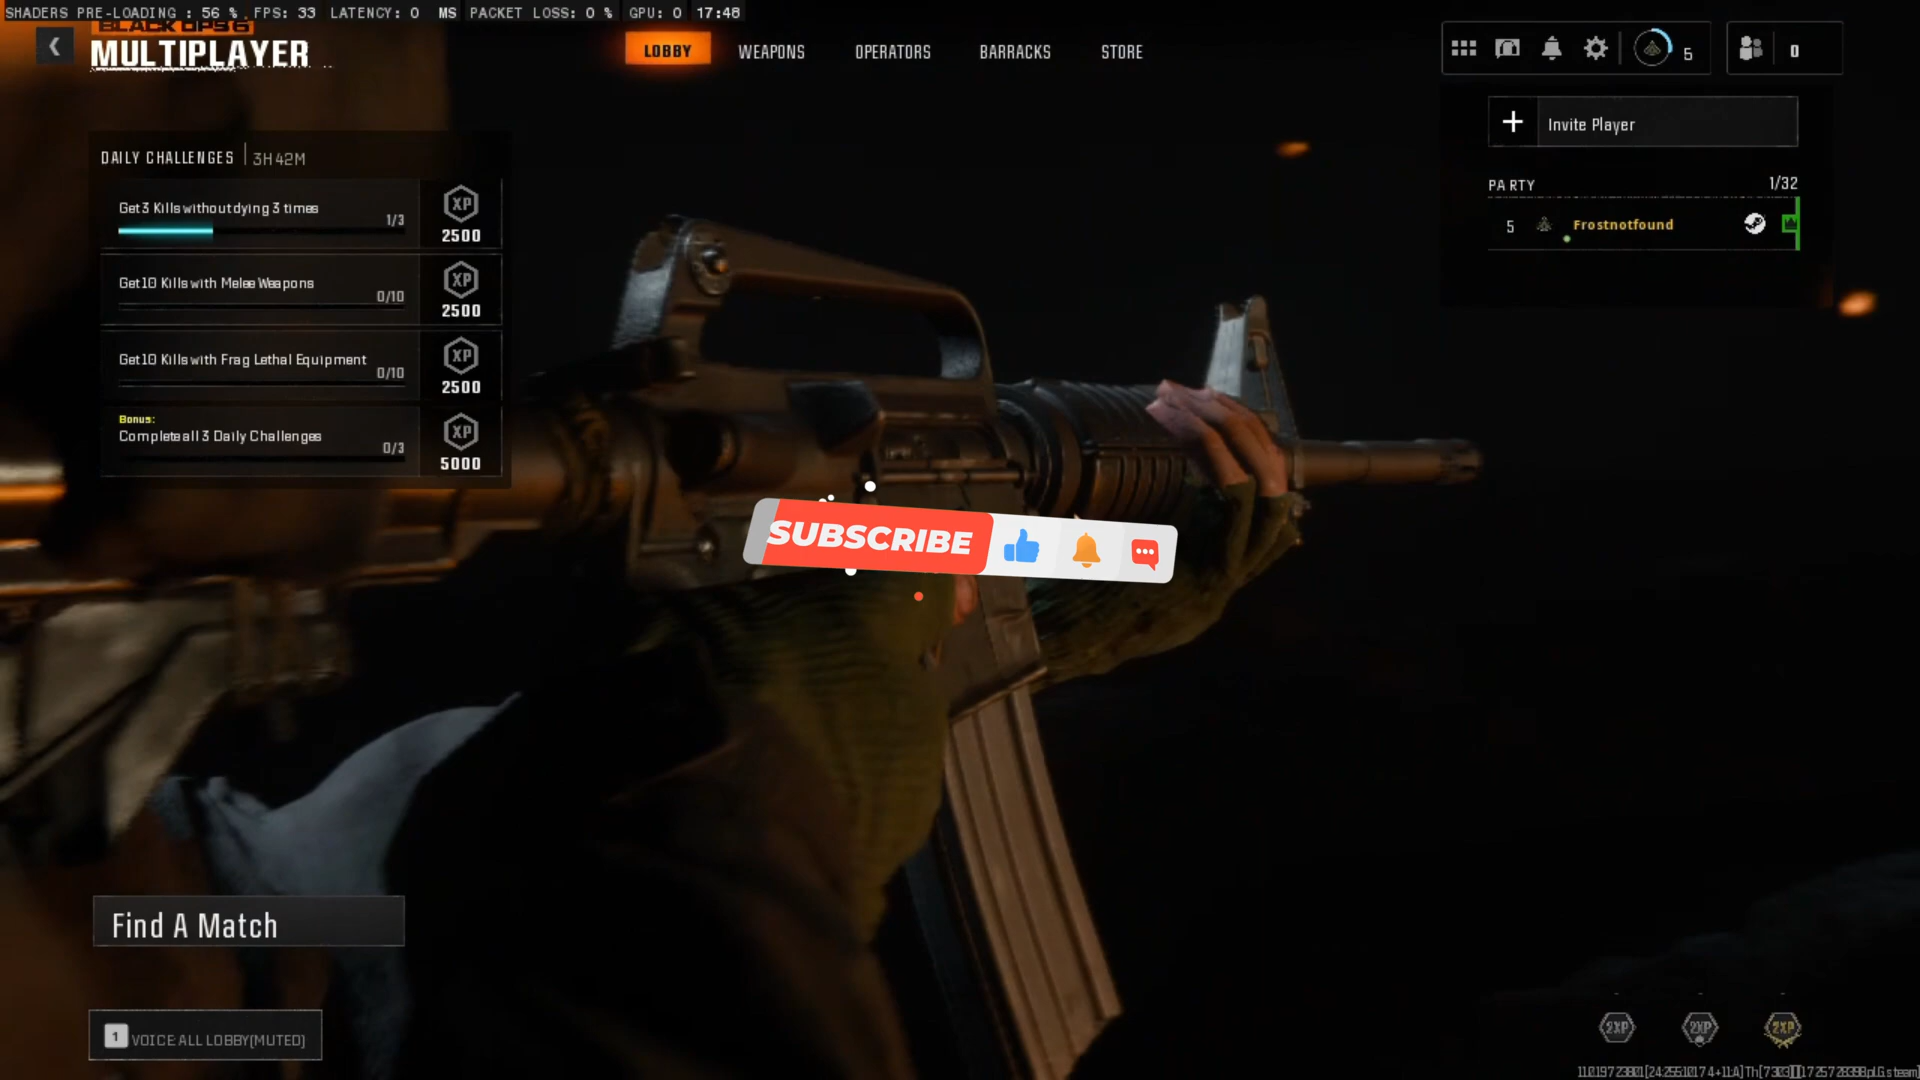 SHADERS PRE-LOADING : 56 % FPS: 33 LATENCY: 0 MS PACKET LOSS: 0 % GPU: 0 17:48
BLACK OPS 6
MULTIPLAYER
LOBBY
WEAPONS
OPERATORS
BARRACKS
STORE
5
0
Invite Player
PARTY 1/32
5 Frostnotfound
DAILY CHALLENGES 3H 42M
Get 3 Kills without dying 3 times
1/3
XP
2500
Get 10 Kills with Melee Weapons
0/10
XP
2500
Get 10 Kills with Frag Lethal Equipment
0/10
XP
2500
Bonus:
Complete all 3 Daily Challenges
0/3
XP
5000
SUBSCRIBE
Find A Match
1 VOICE: ALL LOBBY(MUTED)
2XP
2XP
2XP